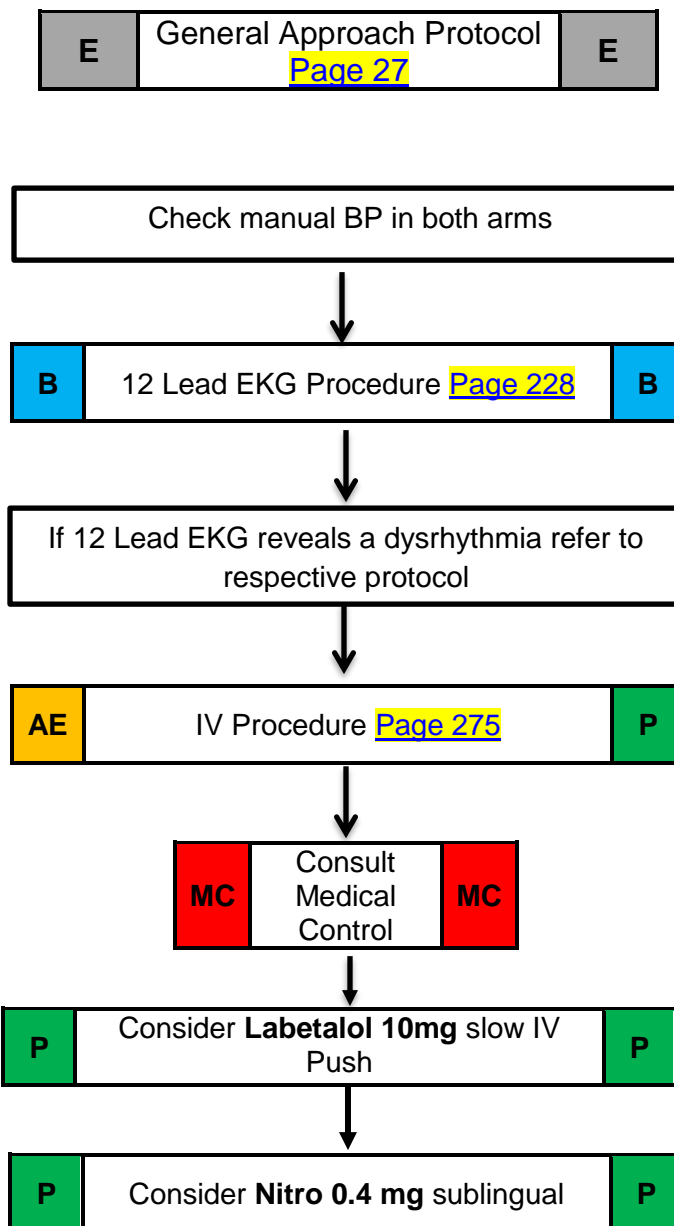 E General Approach Protocol E
Page 27
Check manual BP in both arms
B 12 Lead EKG Procedure Page 228 B
If 12 Lead EKG reveals a dysrhythmia refer to
respective protocol
AE IV Procedure Page 275 P
Consult
MC Medical MC
Control
Consider Labetalol 10mg slow IV
P Push P
P Consider Nitro 0.4 mg sublingual P